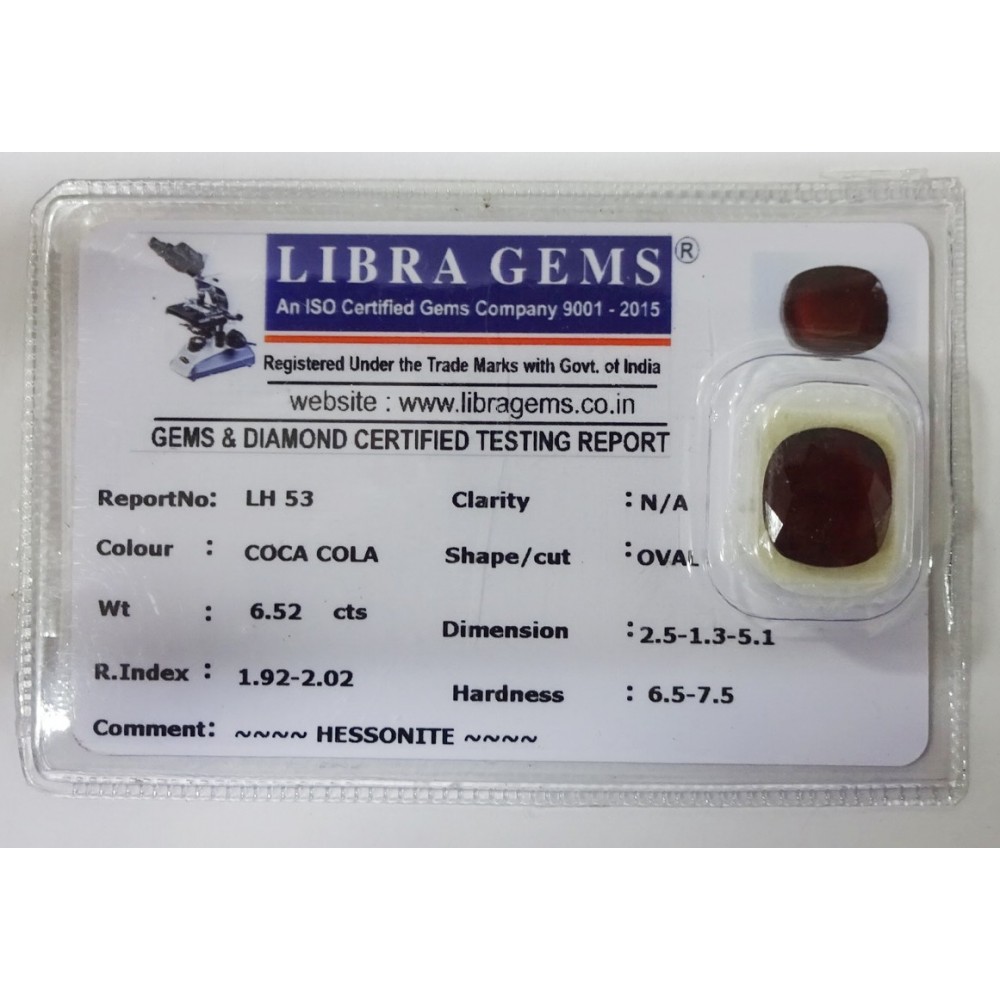 LIBRA GEMS ®
An ISO Certified Gems Company 9001 - 2015
Registered Under the Trade Marks with Govt. of India
website : www.libragems.co.in
GEMS & DIAMOND CERTIFIED TESTING REPORT
ReportNo: LH 53 Clarity : N/A
Colour : COCA COLA Shape/cut : OVAL
Wt : 6.52 cts Dimension : 2.5-1.3-5.1
R.Index : 1.92-2.02 Hardness : 6.5-7.5
Comment: ~~~~ HESSONITE ~~~~